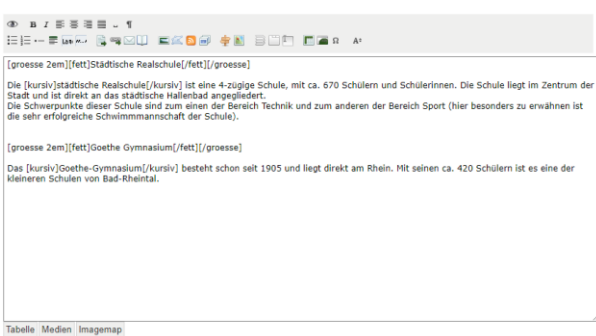 B I ¶
Ω A±
[groesse 2em][fett]Städtische Realschule[/fett][/groesse]
Die [kursiv]städtische Realschule[/kursiv] ist eine 4-zügige Schule, mit ca. 670 Schülern und Schülerinnen. Die Schule liegt im Zentrum der
Stadt und ist direkt an das städtische Hallenbad angegliedert.
Die Schwerpunkte dieser Schule sind zum einen der Bereich Technik und zum anderen der Bereich Sport (hier besonders zu erwähnen ist
die sehr erfolgreiche Schwimmmannschaft der Schule).
[groesse 2em][fett]Goethe Gymnasium[/fett][/groesse]
Das [kursiv]Goethe-Gymnasium[/kursiv] besteht schon seit 1905 und liegt direkt am Rhein. Mit seinen ca. 420 Schülern ist es eine der
kleineren Schulen von Bad-Rheintal.
Tabelle Medien Imagemap